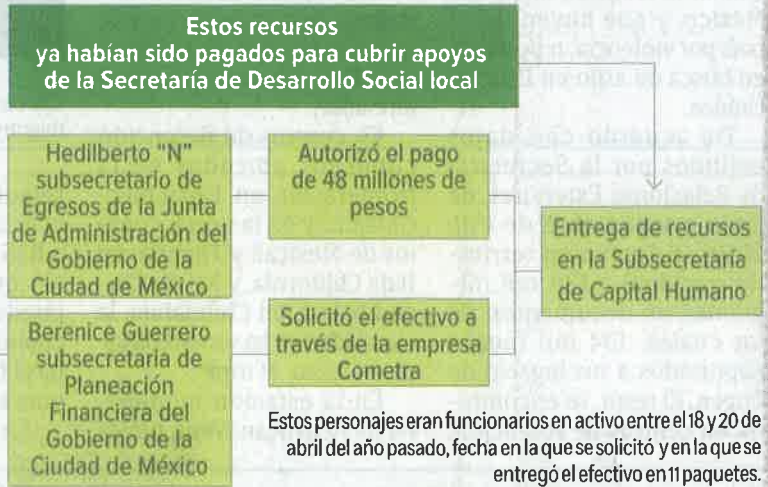 Estos recursos
ya habían sido pagados para cubrir apoyos
de la Secretaría de Desarrollo Social local
Hedilberto "N"
subsecretario de
Egresos de la Junta
de Administración del
Gobierno de la
Ciudad de México
Autorizó el pago
de 48 millones de
pesos
Berenice Guerrero
subsecretaria de
Planeación
Financiera del
Gobierno de la
Ciudad de México
Solicitó el efectivo a
través de la empresa
Cometra
Entrega de recursos
en la Subsecretaría
de Capital Humano
Estos personajes eran funcionarios en activo entre el 18 y 20 de
abril del año pasado, fecha en la que se solicitó y en la que se
entregó el efectivo en 11 paquetes.